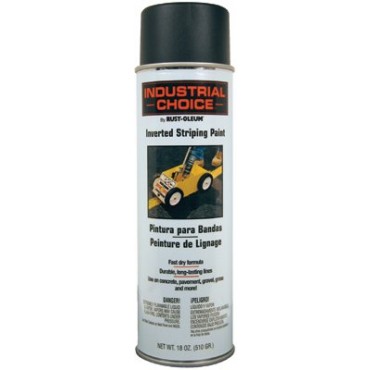 INDUSTRIAL
CHOICE
By RUST-OLEUM
Inverted Striping Paint
Pintura para Bandas
Peinture de Lignage
Fast dry formula
Durable, long-lasting lines
Use on concrete, pavement, gravel, grass
and more!
DANGER! ¡PELIGRO!
NET WT. 18 OZ. (510 GR.)